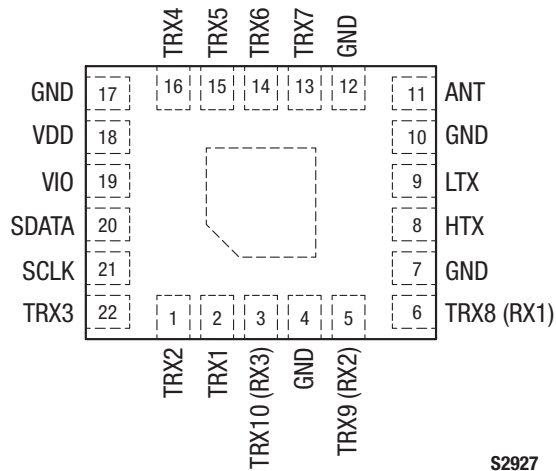 TRX4 TRX5 TRX6 TRX7 GND
16 15 14 13 12
GND 17 11 ANT
VDD 18 10 GND
VIO 19 9 LTX
SDATA 20 8 HTX
SCLK 21 7 GND
TRX3 22 6 TRX8 (RX1)
1 2 3 4 5
TRX2 TRX1 TRX10 (RX3) GND TRX9 (RX2)
S2927